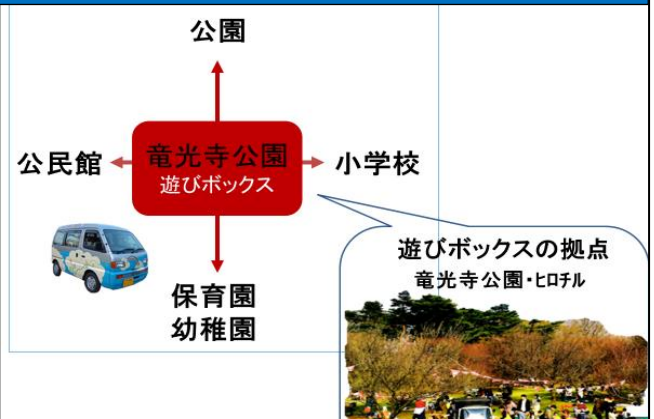 公園
公民館
竜光寺公園
遊びボックス
小学校
保育園
幼稚園
遊びボックスの拠点
竜光寺公園・ﾋﾛﾁﾙ